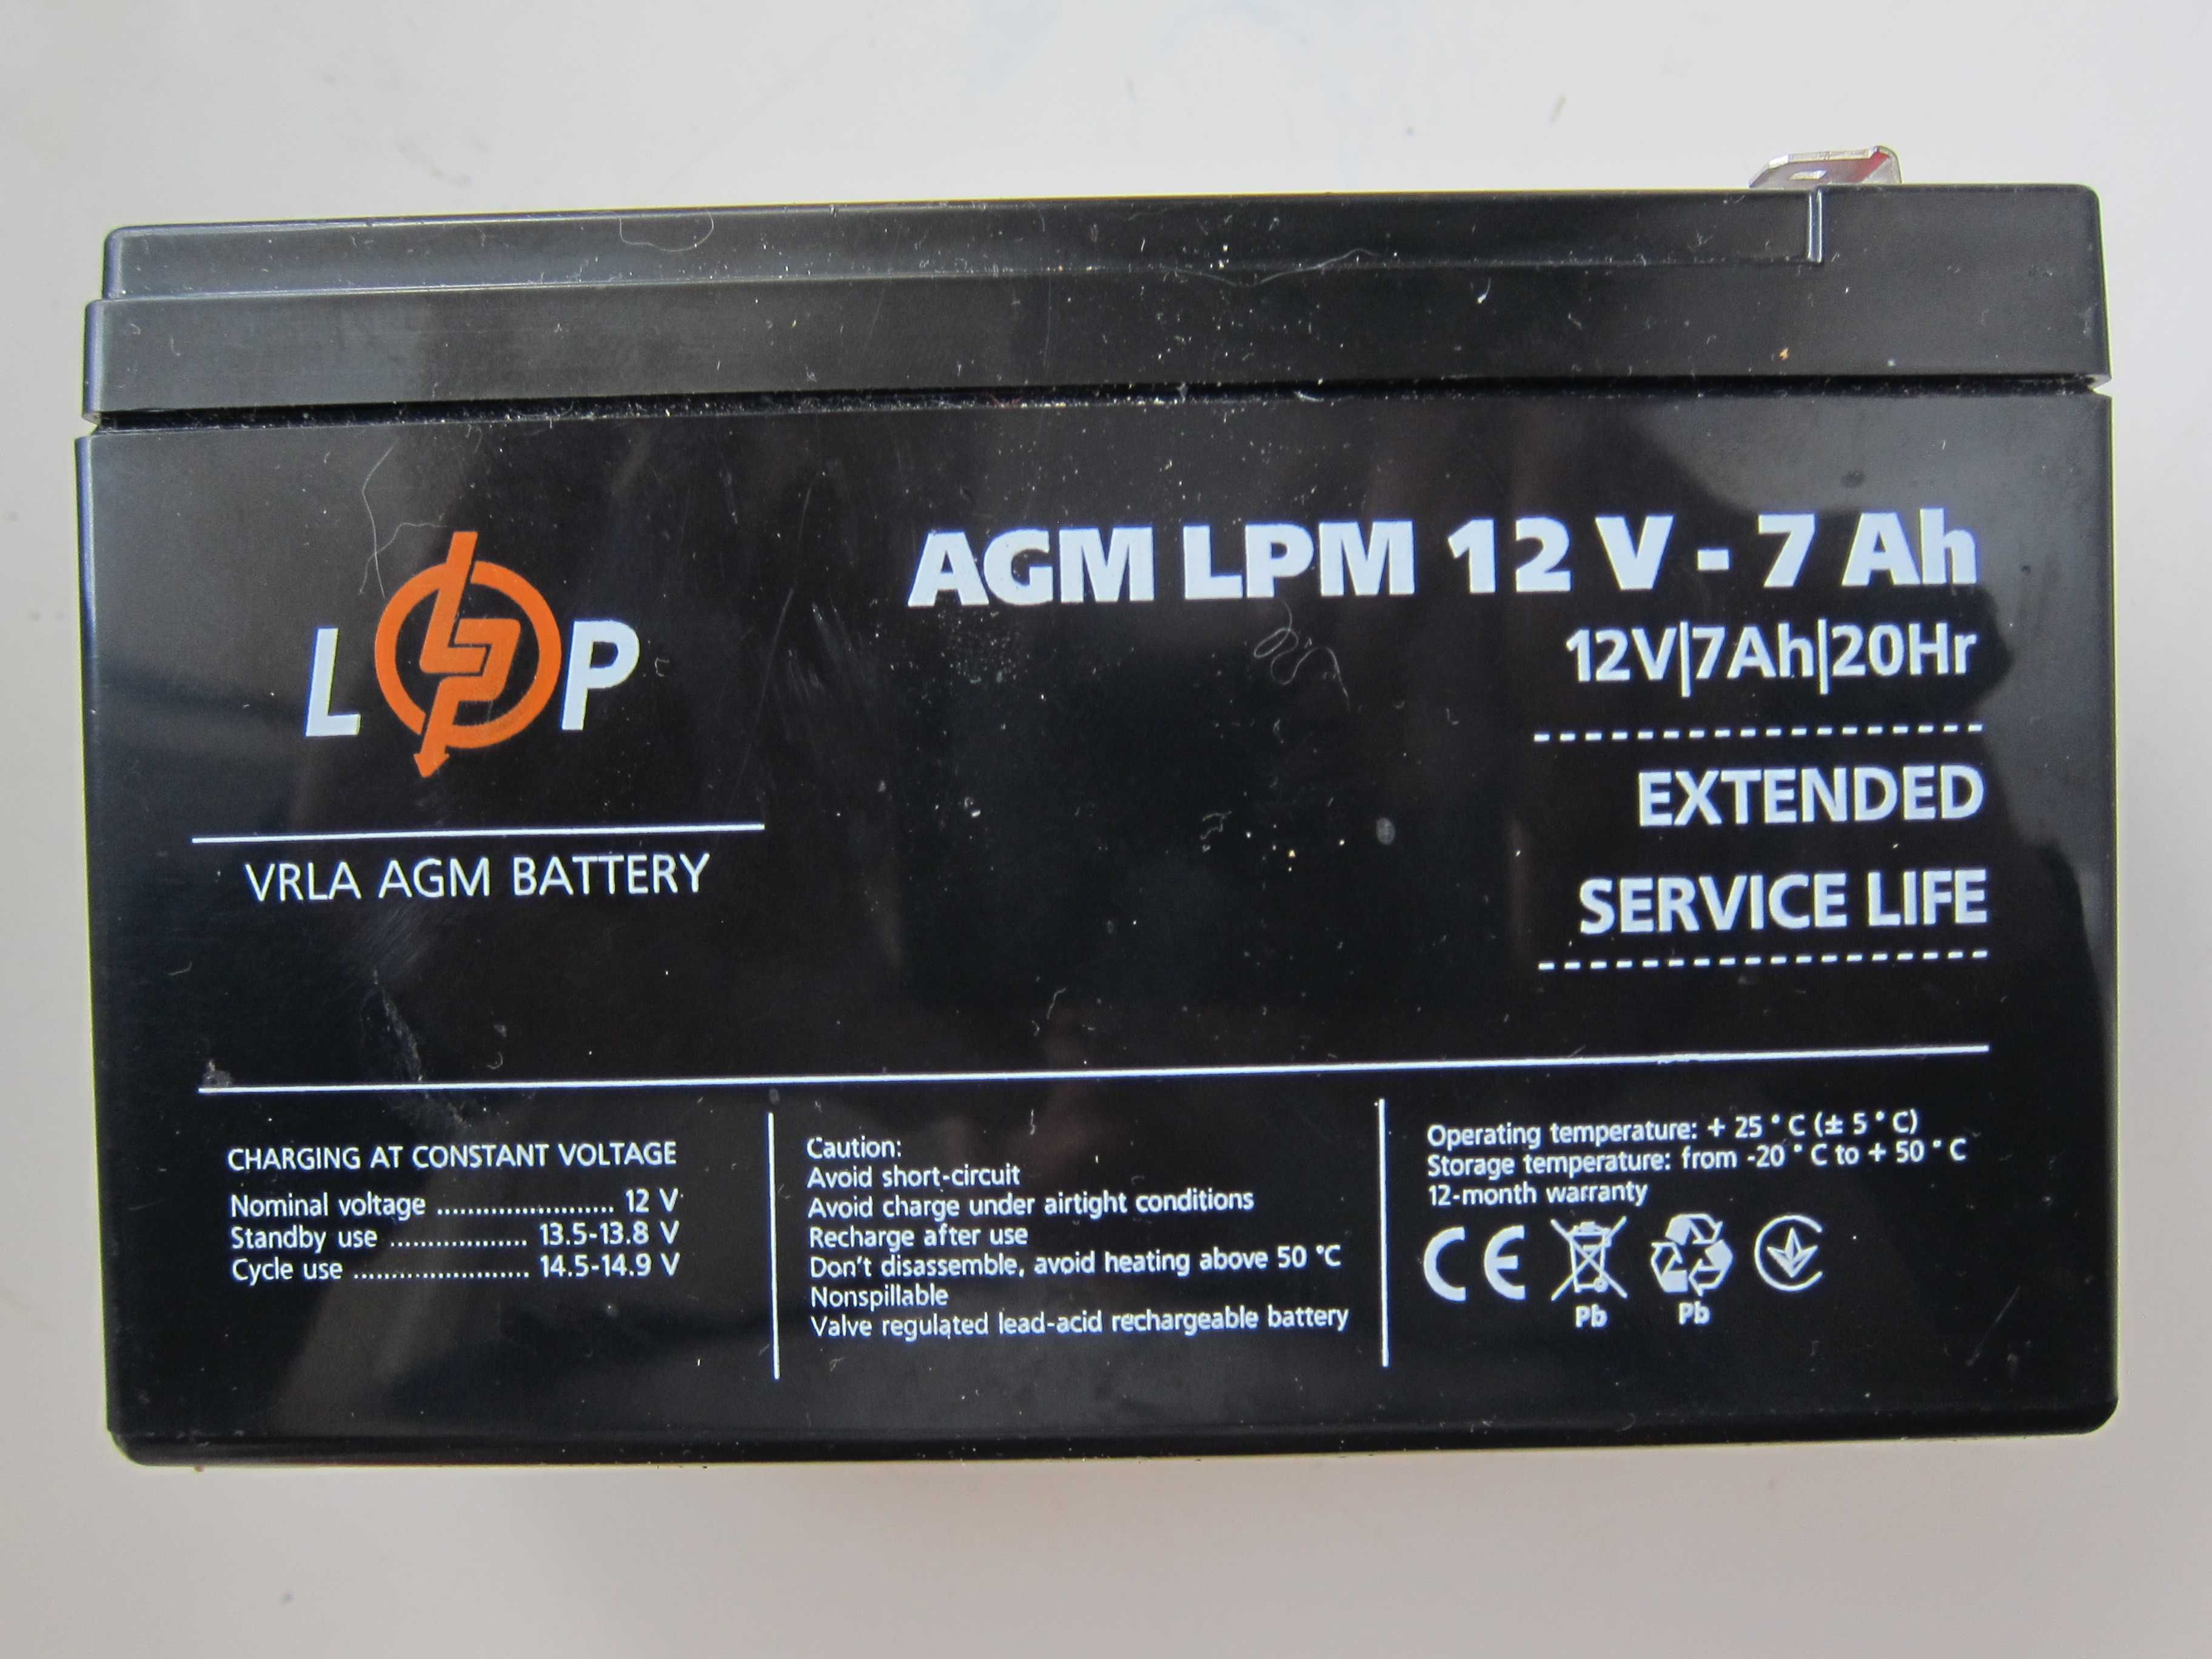 L P
VRLA AGM BATTERY
AGM LPM 12 V - 7 Ah
12V|7Ah|20Hr
EXTENDED
SERVICE LIFE
CHARGING AT CONSTANT VOLTAGE
Nominal voltage ....................... 12 V
Standby use .................. 13.5-13.8 V
Cycle use ....................... 14.5-14.9 V
Caution:
Avoid short-circuit
Avoid charge under airtight conditions
Recharge after use
Don't disassemble, avoid heating above 50 °C
Nonspillable
Valve regulated lead-acid rechargeable battery
Operating temperature: + 25 ° C (± 5 ° C)
Storage temperature: from -20 ° C to + 50 ° C
12-month warranty
CE
Pb Pb